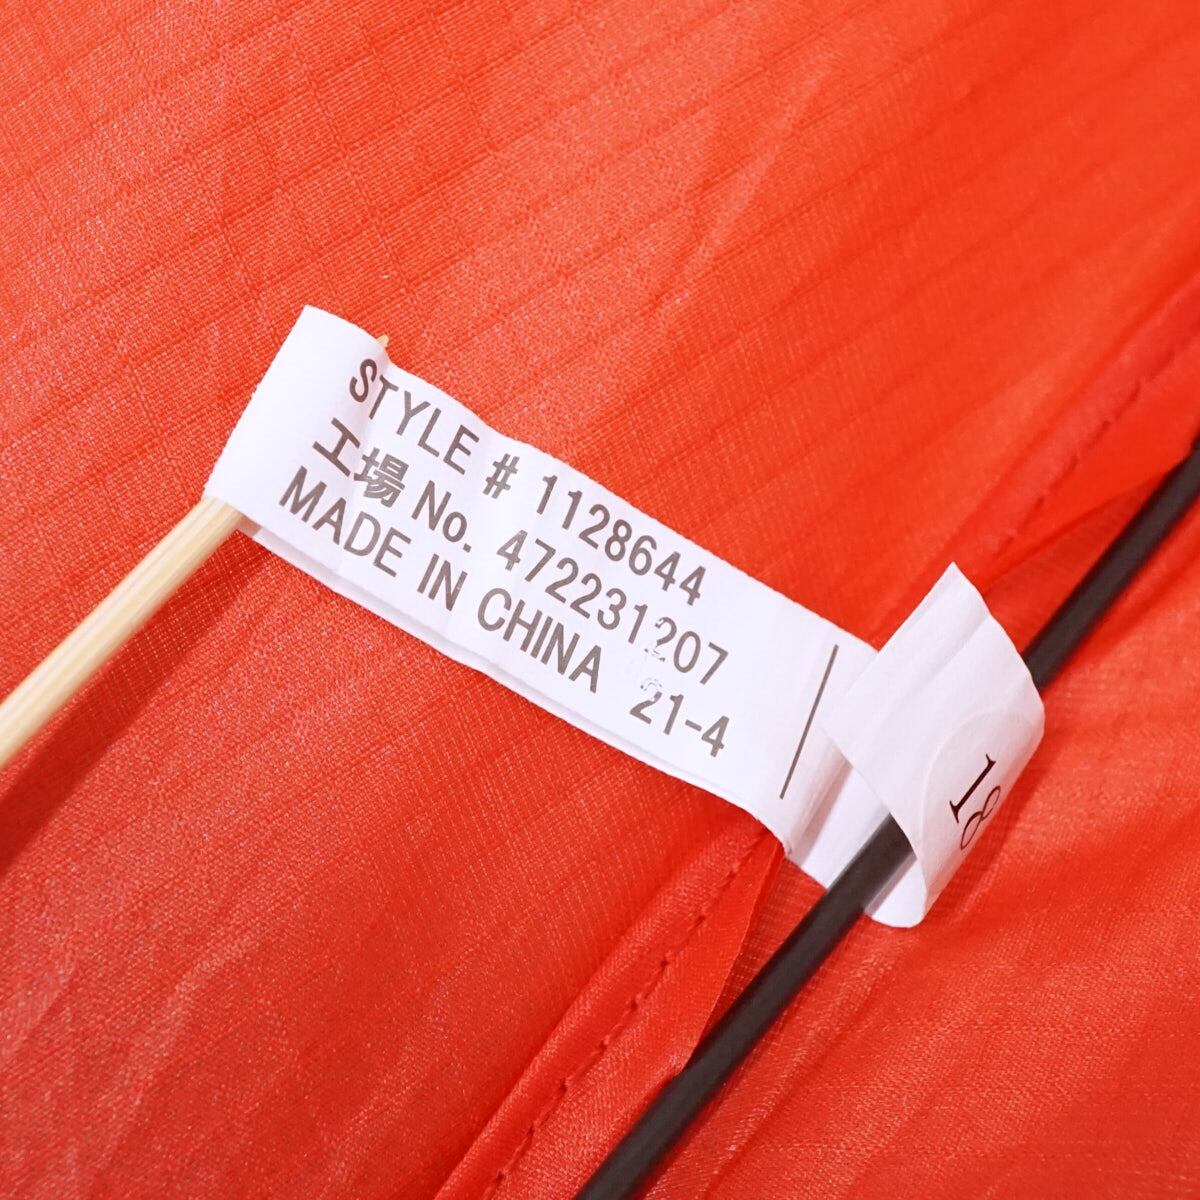 STYLE # 1128644
工場 No. 472231207
MADE IN CHINA 21-4
18